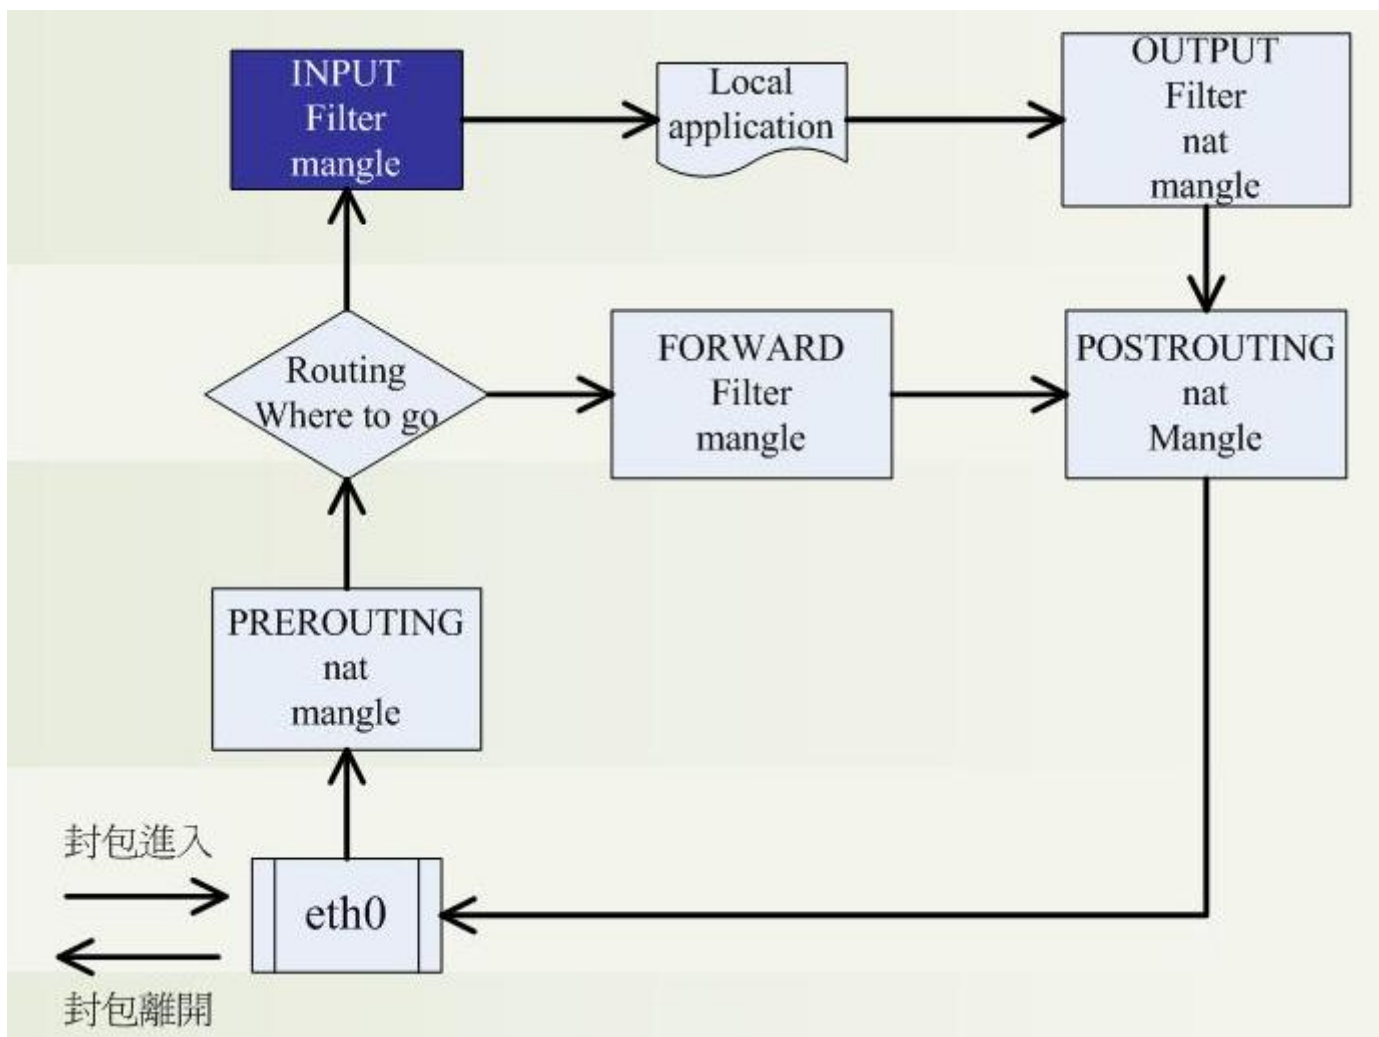 INPUT
Filter
mangle
Local
application
OUTPUT
Filter
nat
mangle
Routing
Where to go
FORWARD
Filter
mangle
POSTROUTING
nat
Mangle
PREROUTING
nat
mangle
封包進入
eth0
封包離開